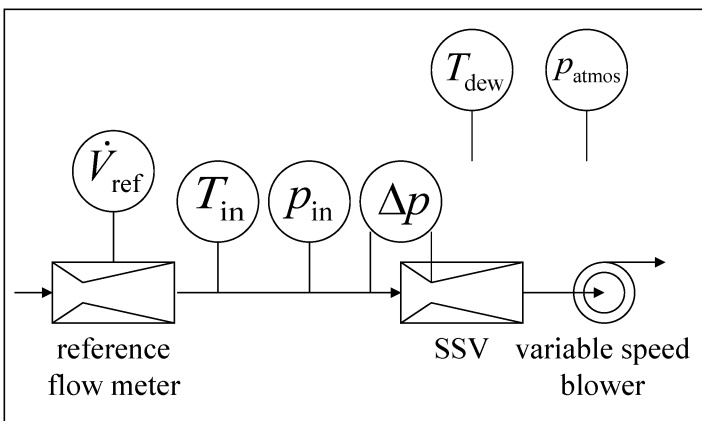 T_dew
p_atmos
V̇_ref
T_in
p_in
Δp
reference
flow meter
SSV
variable speed
blower